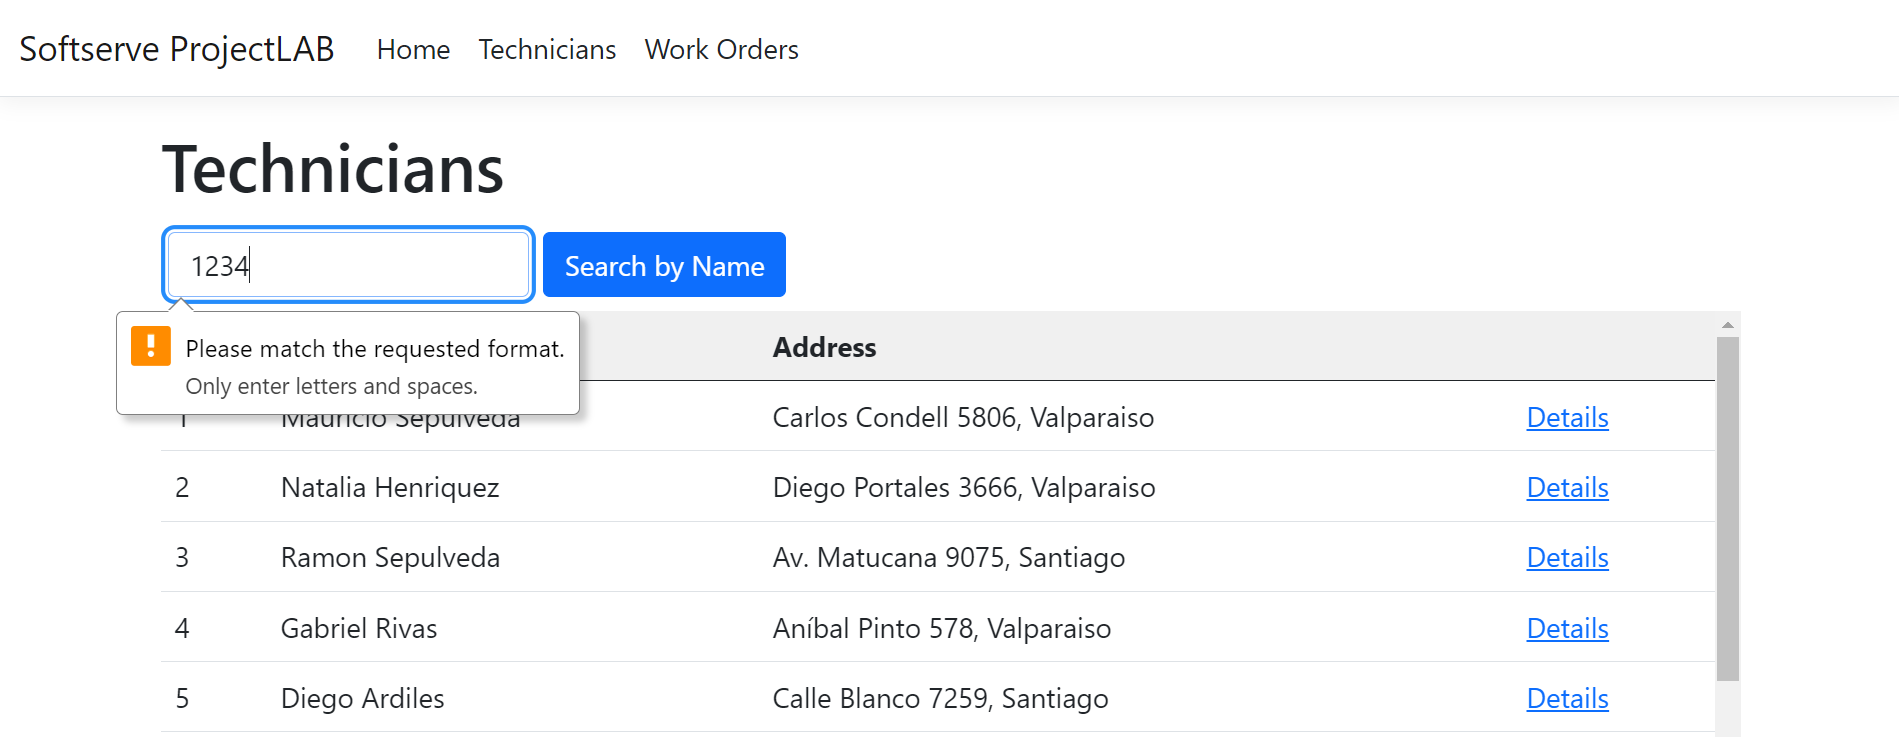 Softserve ProjectLAB Home Technicians Work Orders
Technicians
1234 Search by Name
Please match the requested format.
Only enter letters and spaces.
Address
1 Mauricio Sepulveda Carlos Condell 5806, Valparaiso Details
2 Natalia Henriquez Diego Portales 3666, Valparaiso Details
3 Ramon Sepulveda Av. Matucana 9075, Santiago Details
4 Gabriel Rivas Aníbal Pinto 578, Valparaiso Details
5 Diego Ardiles Calle Blanco 7259, Santiago Details